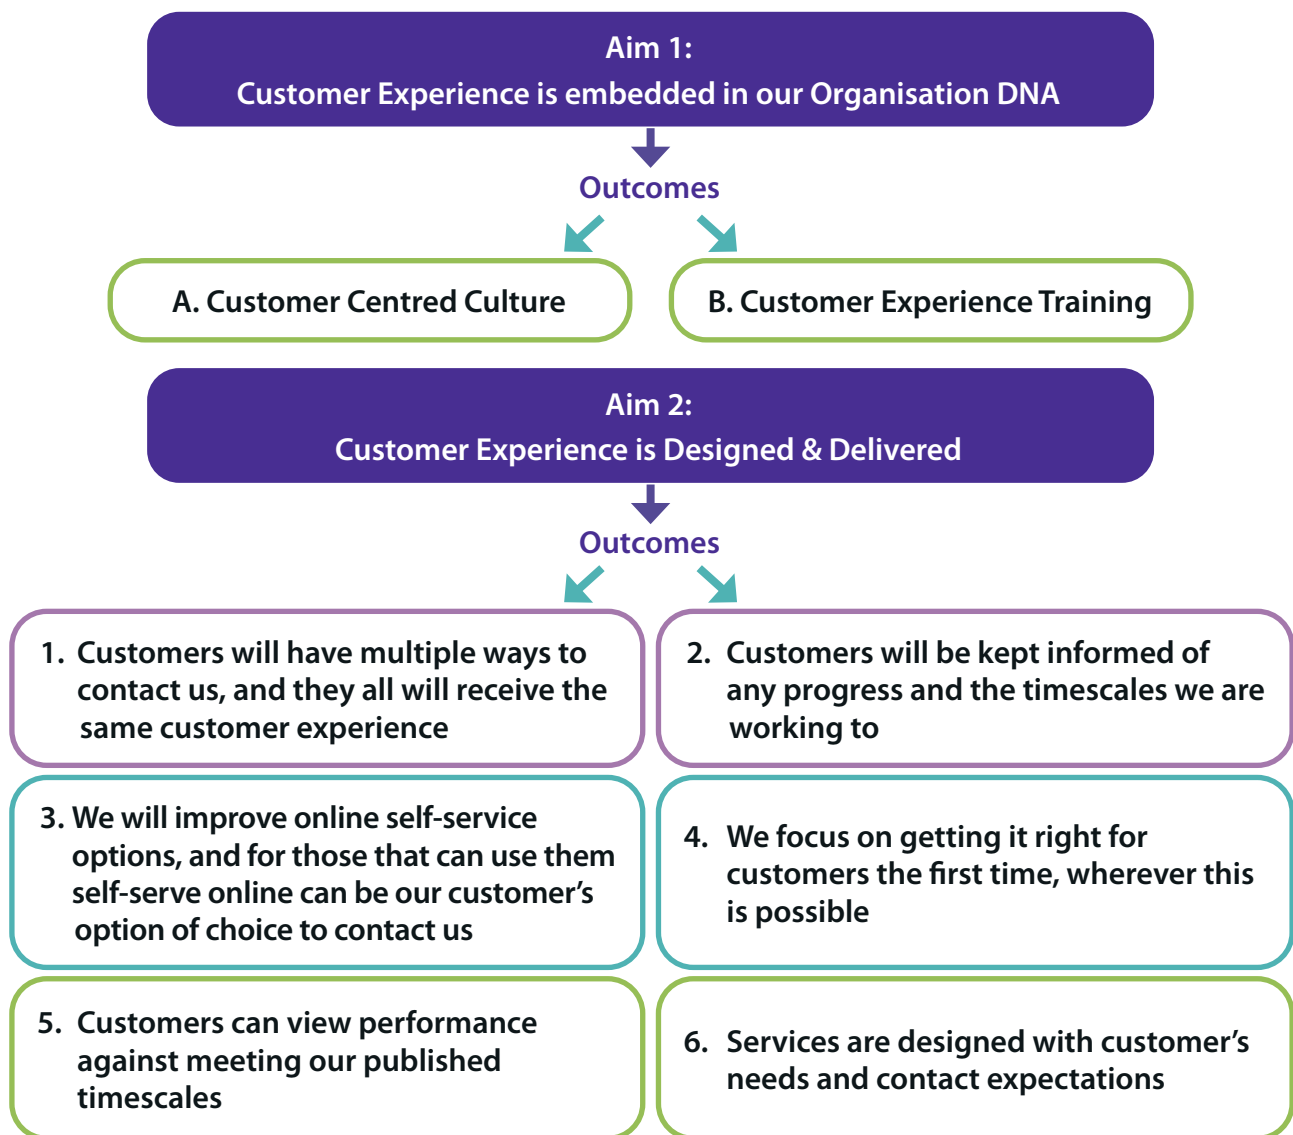 Aim 1:
Customer Experience is embedded in our Organisation DNA
Outcomes
A. Customer Centred Culture
B. Customer Experience Training
Aim 2:
Customer Experience is Designed & Delivered
Outcomes
1. Customers will have multiple ways to
contact us, and they all will receive the
same customer experience
2. Customers will be kept informed of
any progress and the timescales we are
working to
3. We will improve online self-service
options, and for those that can use them
self-serve online can be our customer’s
option of choice to contact us
4. We focus on getting it right for
customers the first time, wherever this
is possible
5. Customers can view performance
against meeting our published
timescales
6. Services are designed with customer’s
needs and contact expectations